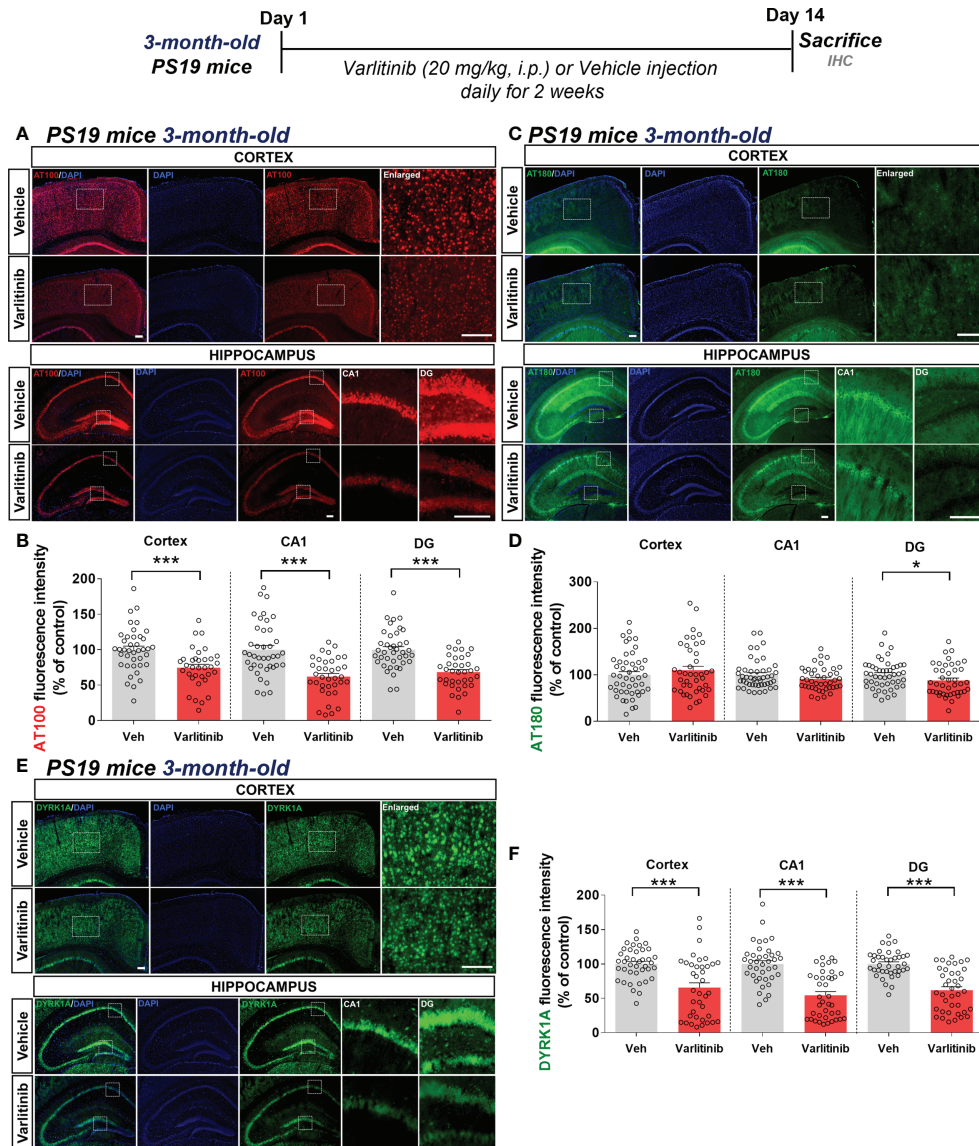 Day 1
Day 14
3-month-old
PS19 mice
Varlitinib (20 mg/kg, i.p.) or Vehicle injection
daily for 2 weeks
Sacrifice
IHC
A PS19 mice 3-month-old
CORTEX
Vehicle
AT100/DAPI DAPI AT100 Enlarged
Varlitinib
HIPPOCAMPUS
Vehicle
AT100/DAPI DAPI AT100 CA1 DG
Varlitinib
B
Cortex CA1 DG
*** *** ***
AT100 fluorescence intensity
(% of control)
200
150
100
50
0
Veh Varlitinib Veh Varlitinib Veh Varlitinib
C PS19 mice 3-month-old
CORTEX
Vehicle
AT180/DAPI DAPI AT180 Enlarged
Varlitinib
HIPPOCAMPUS
Vehicle
AT180/DAPI DAPI AT180 CA1 DG
Varlitinib
D
Cortex CA1 DG
*
AT180 fluorescence intensity
(% of control)
300
200
100
0
Veh Varlitinib Veh Varlitinib Veh Varlitinib
E PS19 mice 3-month-old
CORTEX
Vehicle
DYRK1A/DAPI DAPI DYRK1A Enlarged
Varlitinib
HIPPOCAMPUS
Vehicle
DYRK1A/DAPI DAPI DYRK1A CA1 DG
Varlitinib
F
Cortex CA1 DG
*** *** ***
DYRK1A fluorescence intensity
(% of control)
200
150
100
50
0
Veh Varlitinib Veh Varlitinib Veh Varlitinib